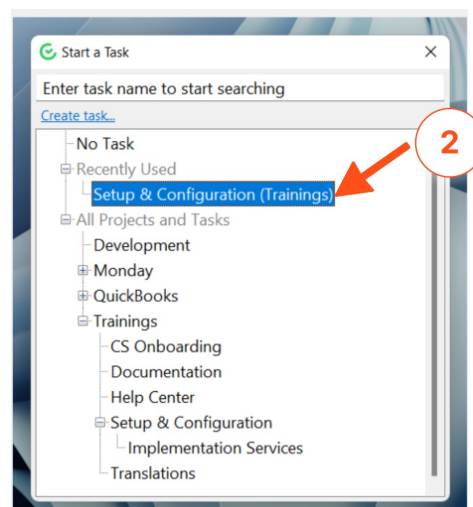 Start a Task
Enter task name to start searching
Create task...
No Task
Recently Used
Setup & Configuration (Trainings)
2
All Projects and Tasks
Development
Monday
QuickBooks
Trainings
CS Onboarding
Documentation
Help Center
Setup & Configuration
Implementation Services
Translations